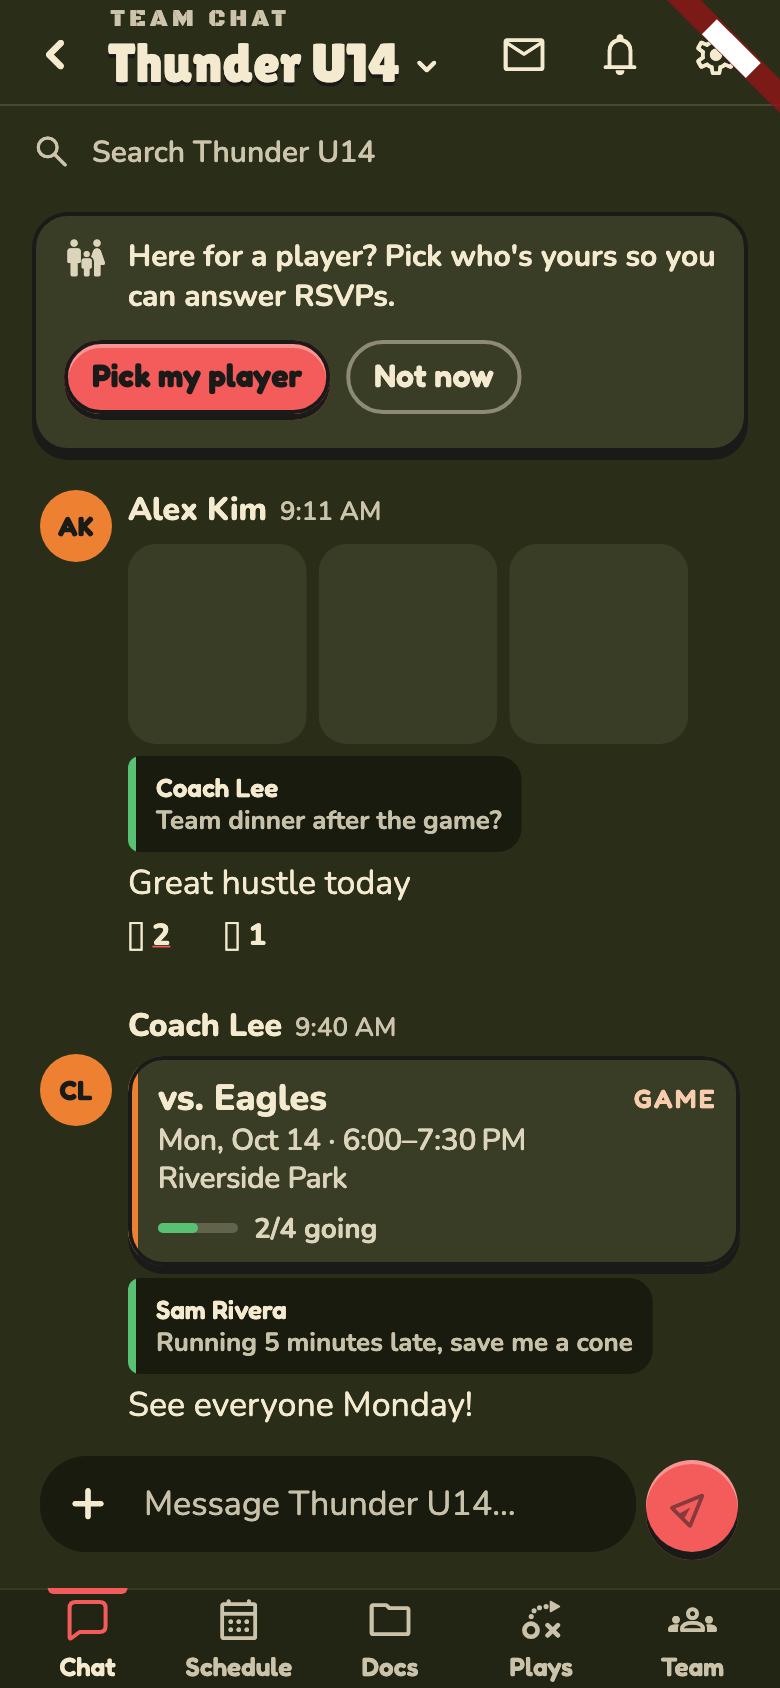 TEAM CHAT
Thunder U14
Search Thunder U14
Here for a player? Pick who's yours so you
can answer RSVPs.
Pick my player
Not now
AK
Alex Kim 9:11 AM
Coach Lee
Team dinner after the game?
Great hustle today
2 1
Coach Lee 9:40 AM
CL
vs. Eagles
GAME
Mon, Oct 14 · 6:00–7:30 PM
Riverside Park
2/4 going
Sam Rivera
Running 5 minutes late, save me a cone
See everyone Monday!
Message Thunder U14...
Chat
Schedule
Docs
Plays
Team